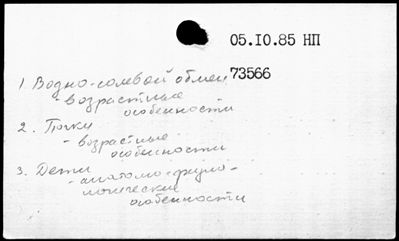 05.IO.85 НП
73566
1 Водно-солевой обмен
- возрастные
особенности
2. Почки
- возрастные
особенности
3. Дети
- анатомо-физио-
логические
особенности